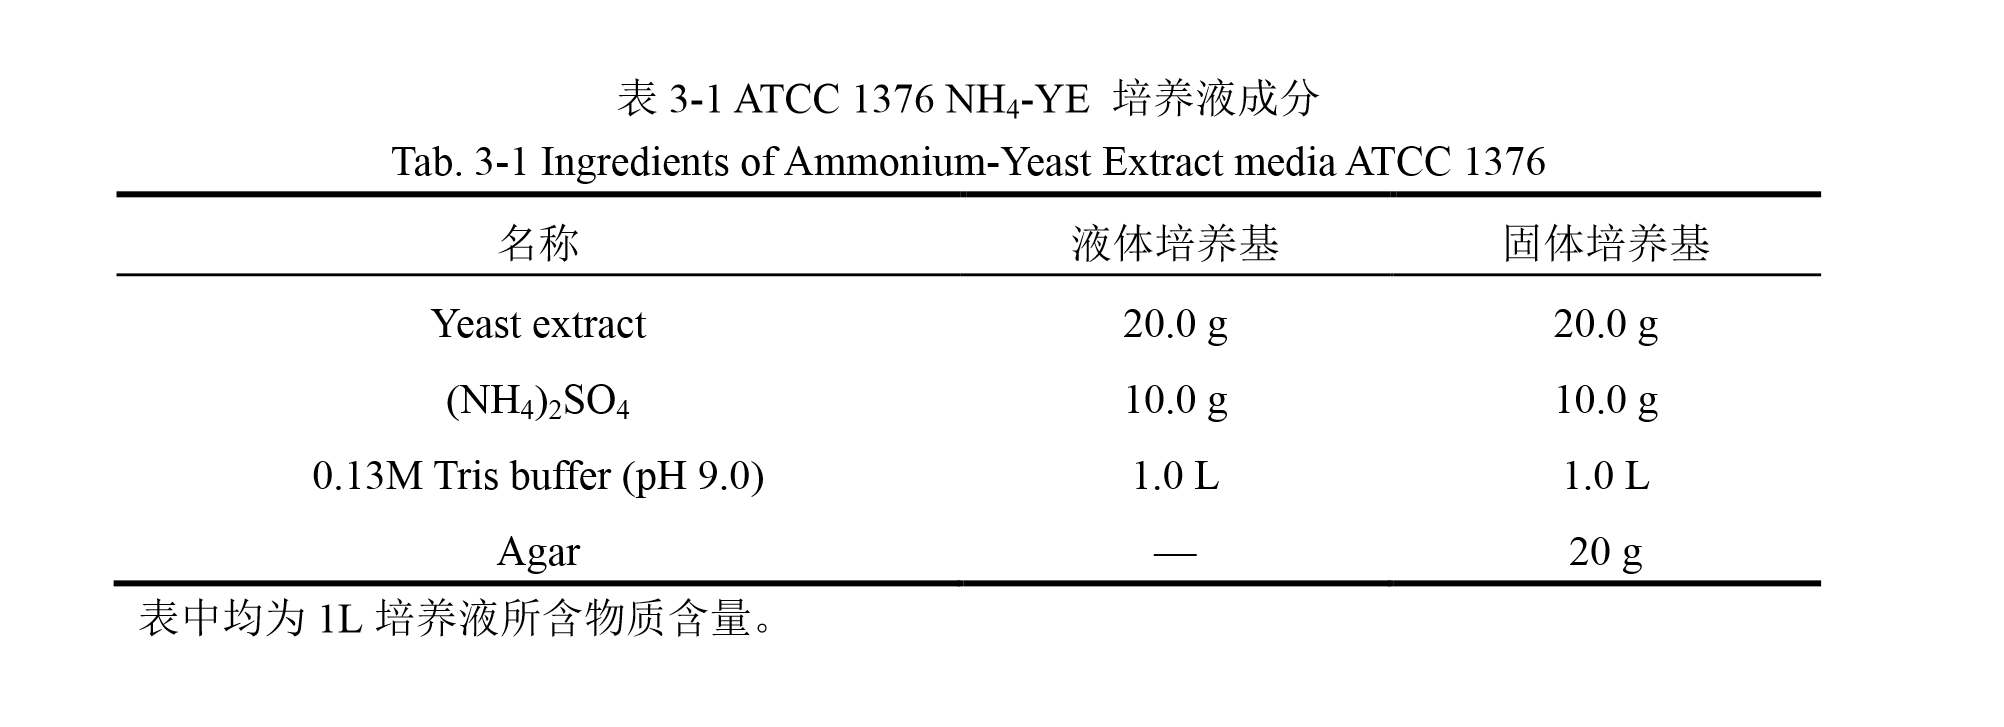 表 3-1 ATCC 1376 NH₄-YE 培养液成分
Tab. 3-1 Ingredients of Ammonium-Yeast Extract media ATCC 1376
名称 液体培养基 固体培养基
Yeast extract 20.0 g 20.0 g
(NH₄)₂SO₄ 10.0 g 10.0 g
0.13M Tris buffer (pH 9.0) 1.0 L 1.0 L
Agar — 20 g
表中均为 1L 培养液所含物质含量。